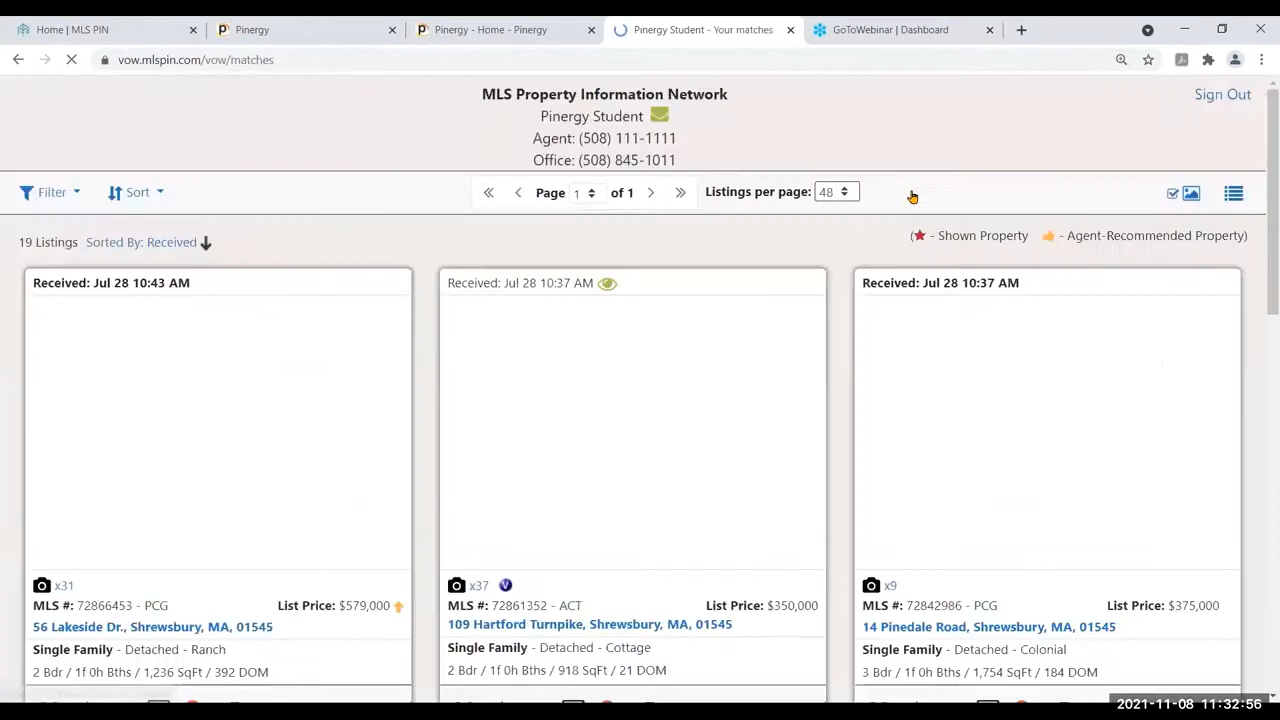 Home | MLS PIN
Pinergy
Pinergy - Home - Pinergy
Pinergy Student - Your matches
GoToWebinar | Dashboard
vow.mlspin.com/vow/matches
MLS Property Information Network
Sign Out
Pinergy Student
Agent: (508) 111-1111
Office: (508) 845-1011
Filter
Sort
Page 1 of 1
Listings per page: 48
19 Listings Sorted By: Received
(★ - Shown Property 👍 - Agent-Recommended Property)
Received: Jul 28 10:43 AM
x31
MLS #: 72866453 - PCG List Price: $579,000
56 Lakeside Dr., Shrewsbury, MA, 01545
Single Family - Detached - Ranch
2 Bdr / 1f 0h Bths / 1,236 SqFt / 392 DOM
Received: Jul 28 10:37 AM
x37 V
MLS #: 72861352 - ACT List Price: $350,000
109 Hartford Turnpike, Shrewsbury, MA, 01545
Single Family - Detached - Cottage
2 Bdr / 1f 0h Bths / 918 SqFt / 21 DOM
Received: Jul 28 10:37 AM
x9
MLS #: 72842986 - PCG List Price: $375,000
14 Pinedale Road, Shrewsbury, MA, 01545
Single Family - Detached - Colonial
3 Bdr / 1f 0h Bths / 1,754 SqFt / 184 DOM
2021-11-08 11:32:56